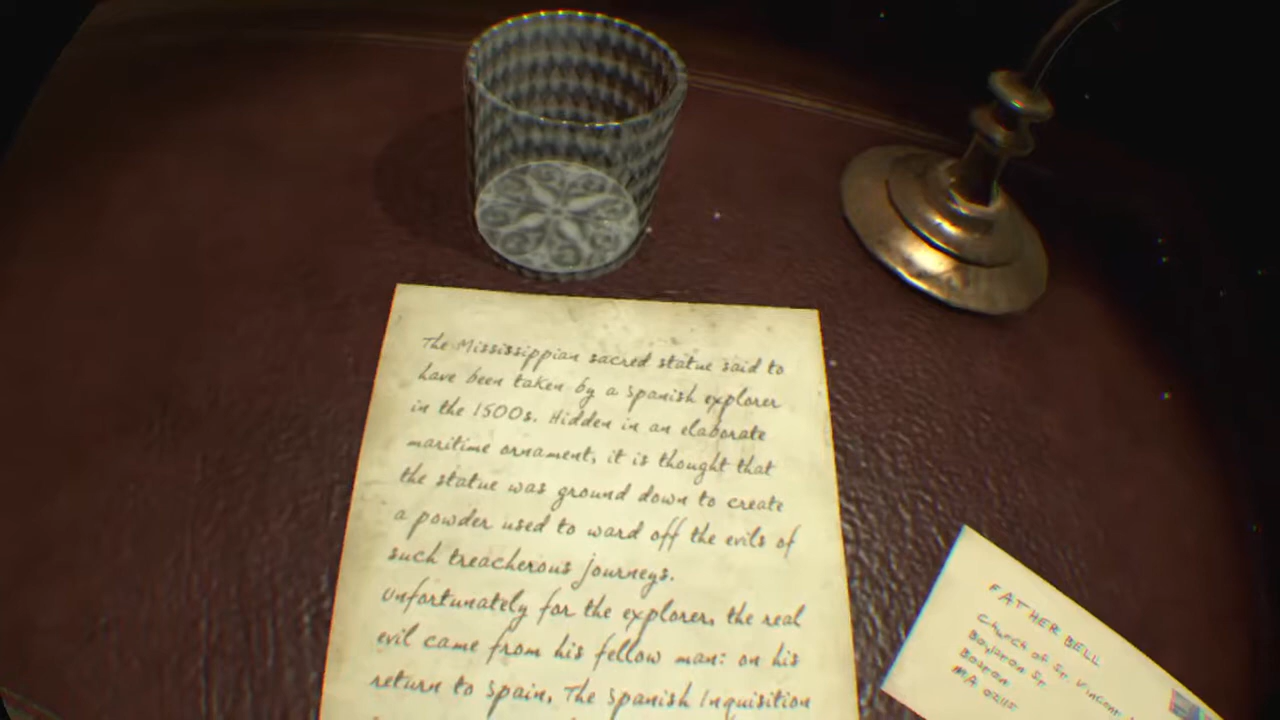 The Mississippian sacred statue said to
have been taken by a Spanish explorer
in the 1500s. Hidden in an elaborate
maritime ornament, it is thought that
the statue was ground down to create
a powder used to ward off the evils of
such treacherous journeys.
Unfortunately for the explorer, the real
evil came from his fellow man: on his
return to Spain, The Spanish Inquisition
FATHER BELL
Church of St. Vincent
Boylston St
Boston
MA 02115